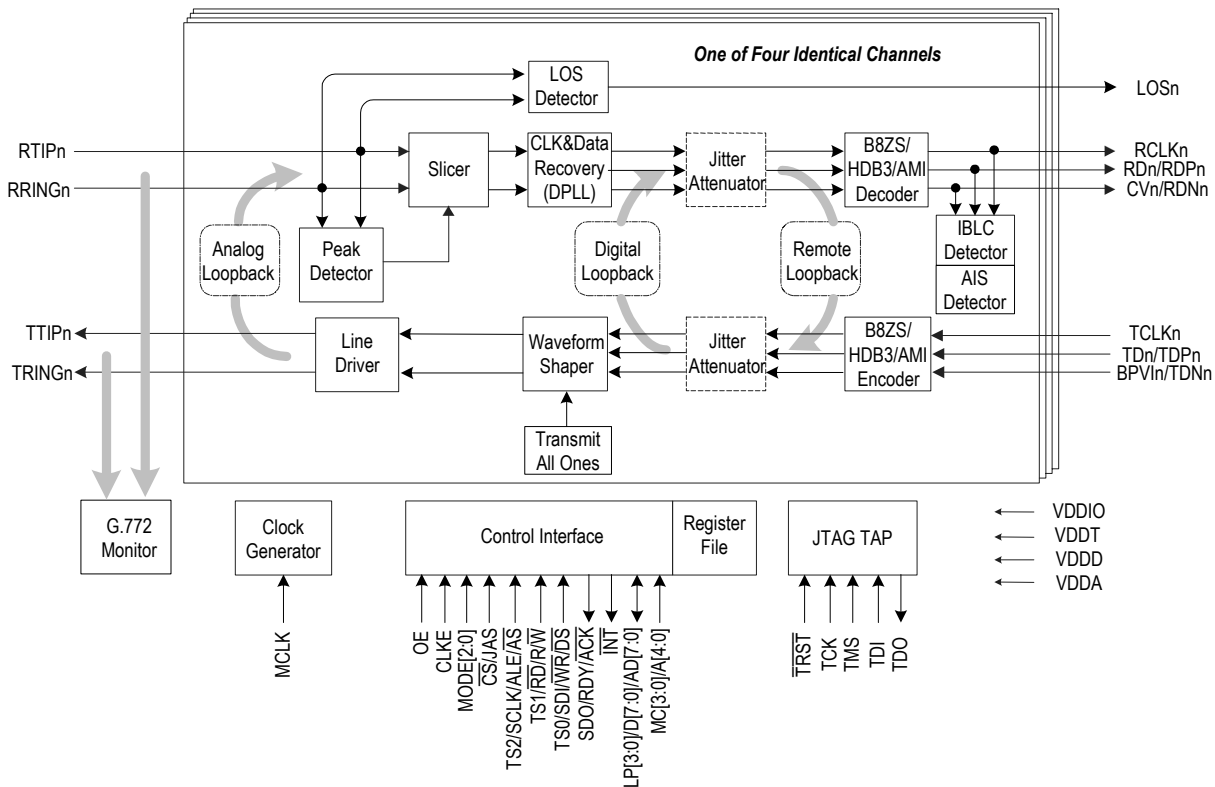 One of Four Identical Channels
LOS
Detector
LOSn
RTIPn
RRINGn
Slicer
CLK&Data
Recovery
(DPLL)
Jitter
Attenuator
B8ZS/
HDB3/AMI
Decoder
RCLKn
RDn/RDPn
CVn/RDNn
Analog
Loopback
Peak
Detector
Digital
Loopback
Remote
Loopback
IBLC
Detector
AIS
Detector
TTIPn
TRINGn
Line
Driver
Waveform
Shaper
Jitter
Attenuator
B8ZS/
HDB3/AMI
Encoder
TCLKn
TDn/TDPn
BPVIn/TDNn
Transmit
All Ones
G.772
Monitor
Clock
Generator
Control Interface
Register
File
JTAG TAP
VDDIO
VDDT
VDDD
VDDA
MCLK
OE
CLKE
MODE[2:0]
CS/JAS
TS2/SCLK/ALE/AS
TS1/RD/R/W
TS0/SDI/WR/DS
SDO/RDY/ACK
INT
LP[3:0]/D[7:0]/AD[7:0]
MC[3:0]/A[4:0]
TRST
TCK
TMS
TDI
TDO